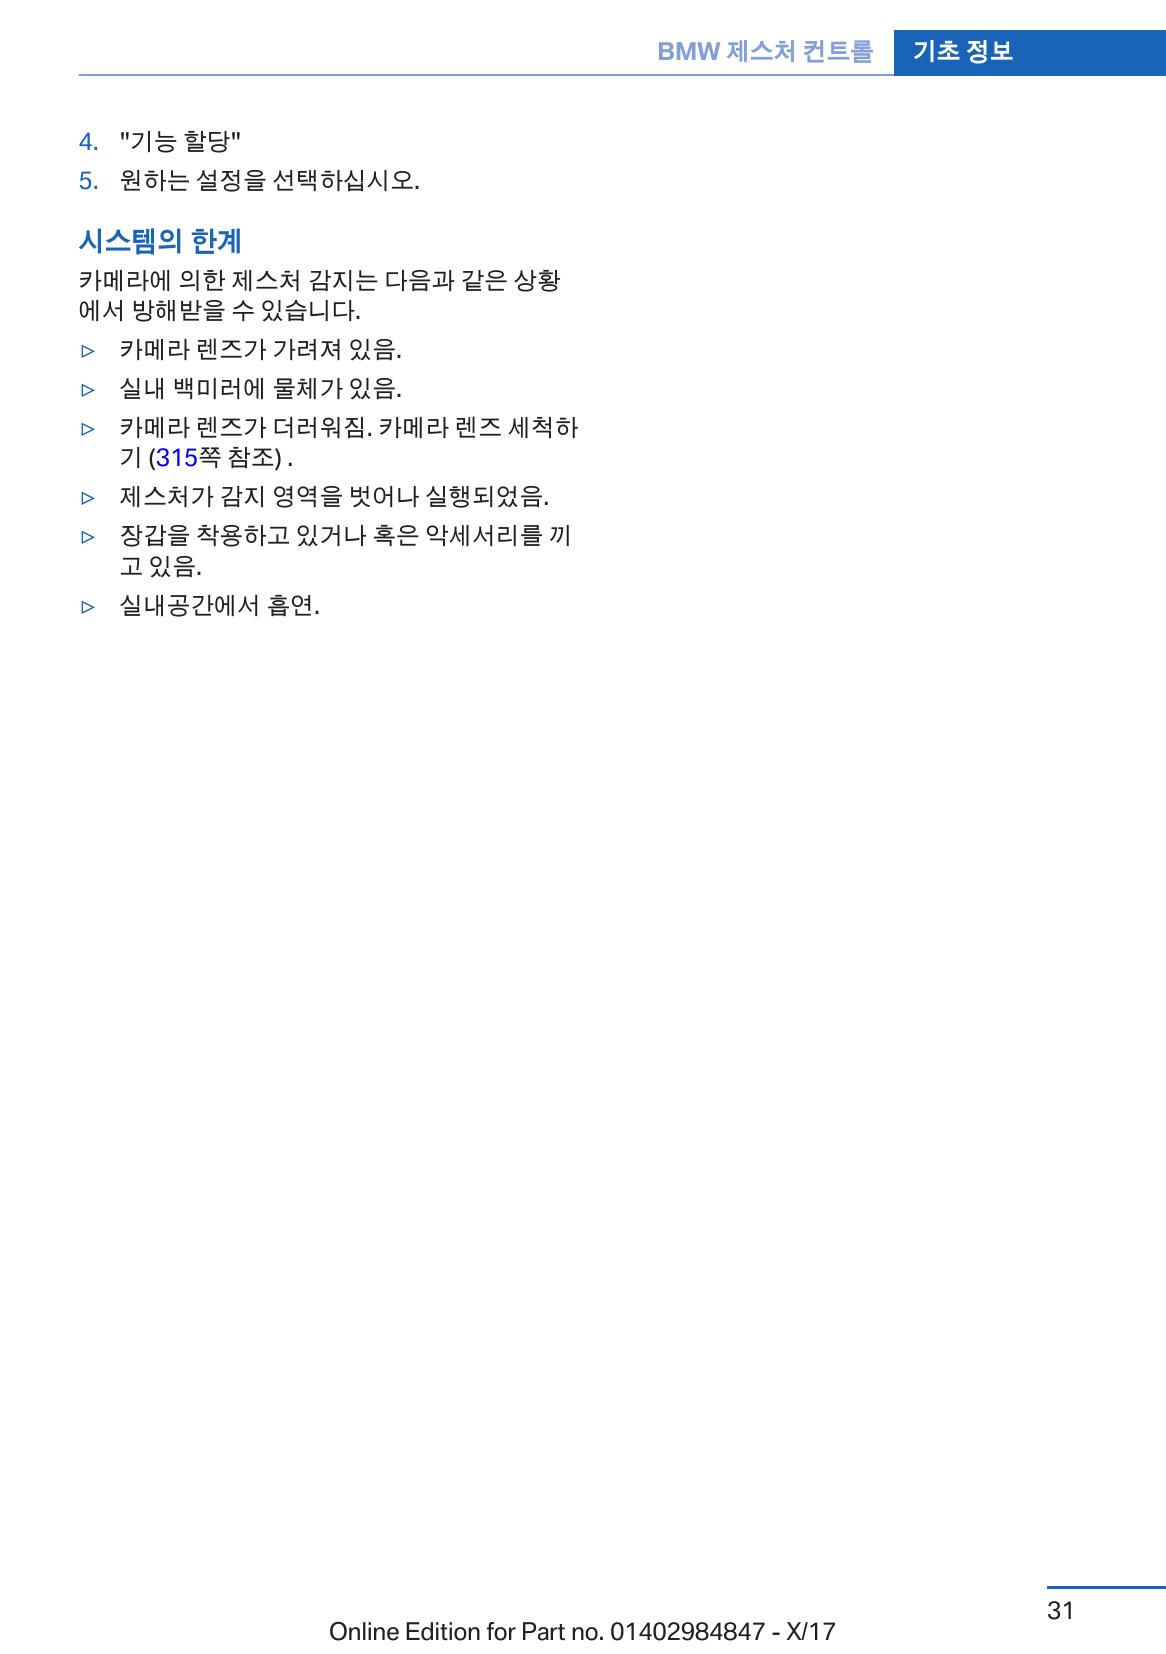 BMW 제스처 컨트롤 기초 정보
4. "기능 할당"
5. 원하는 설정을 선택하십시오.
시스템의 한계
카메라에 의한 제스처 감지는 다음과 같은 상황
에서 방해받을 수 있습니다.
▷ 카메라 렌즈가 가려져 있음.
▷ 실내 백미러에 물체가 있음.
▷ 카메라 렌즈가 더러워짐. 카메라 렌즈 세척하
기 (315쪽 참조) .
▷ 제스처가 감지 영역을 벗어나 실행되었음.
▷ 장갑을 착용하고 있거나 혹은 악세서리를 끼
고 있음.
▷ 실내공간에서 흡연.
31
Online Edition for Part no. 01402984847 - X/17